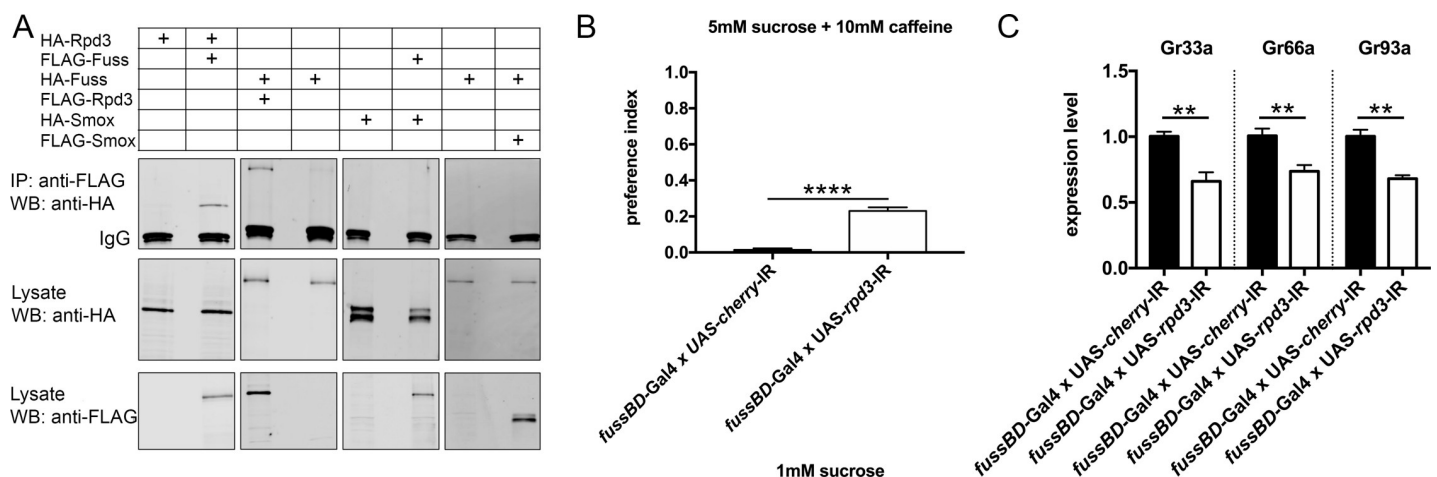 A
HA-Rpd3 + +
FLAG-Fuss + +
HA-Fuss + + + +
FLAG-Rpd3 +
HA-Smox + +
FLAG-Smox +
IP: anti-FLAG
WB: anti-HA
IgG
Lysate
WB: anti-HA
Lysate
WB: anti-FLAG
B
5mM sucrose + 10mM caffeine
preference index
1.0
0.8
0.6
0.4
0.2
0.0
****
fussBD-Gal4 x UAS-cherry-IR
fussBD-Gal4 x UAS-rpd3-IR
1mM sucrose
C
Gr33a Gr66a Gr93a
expression level
1.5
1.0
0.5
0.0
** ** **
fussBD-Gal4 x UAS-cherry-IR
fussBD-Gal4 x UAS-rpd3-IR
fussBD-Gal4 x UAS-cherry-IR
fussBD-Gal4 x UAS-rpd3-IR
fussBD-Gal4 x UAS-cherry-IR
fussBD-Gal4 x UAS-rpd3-IR